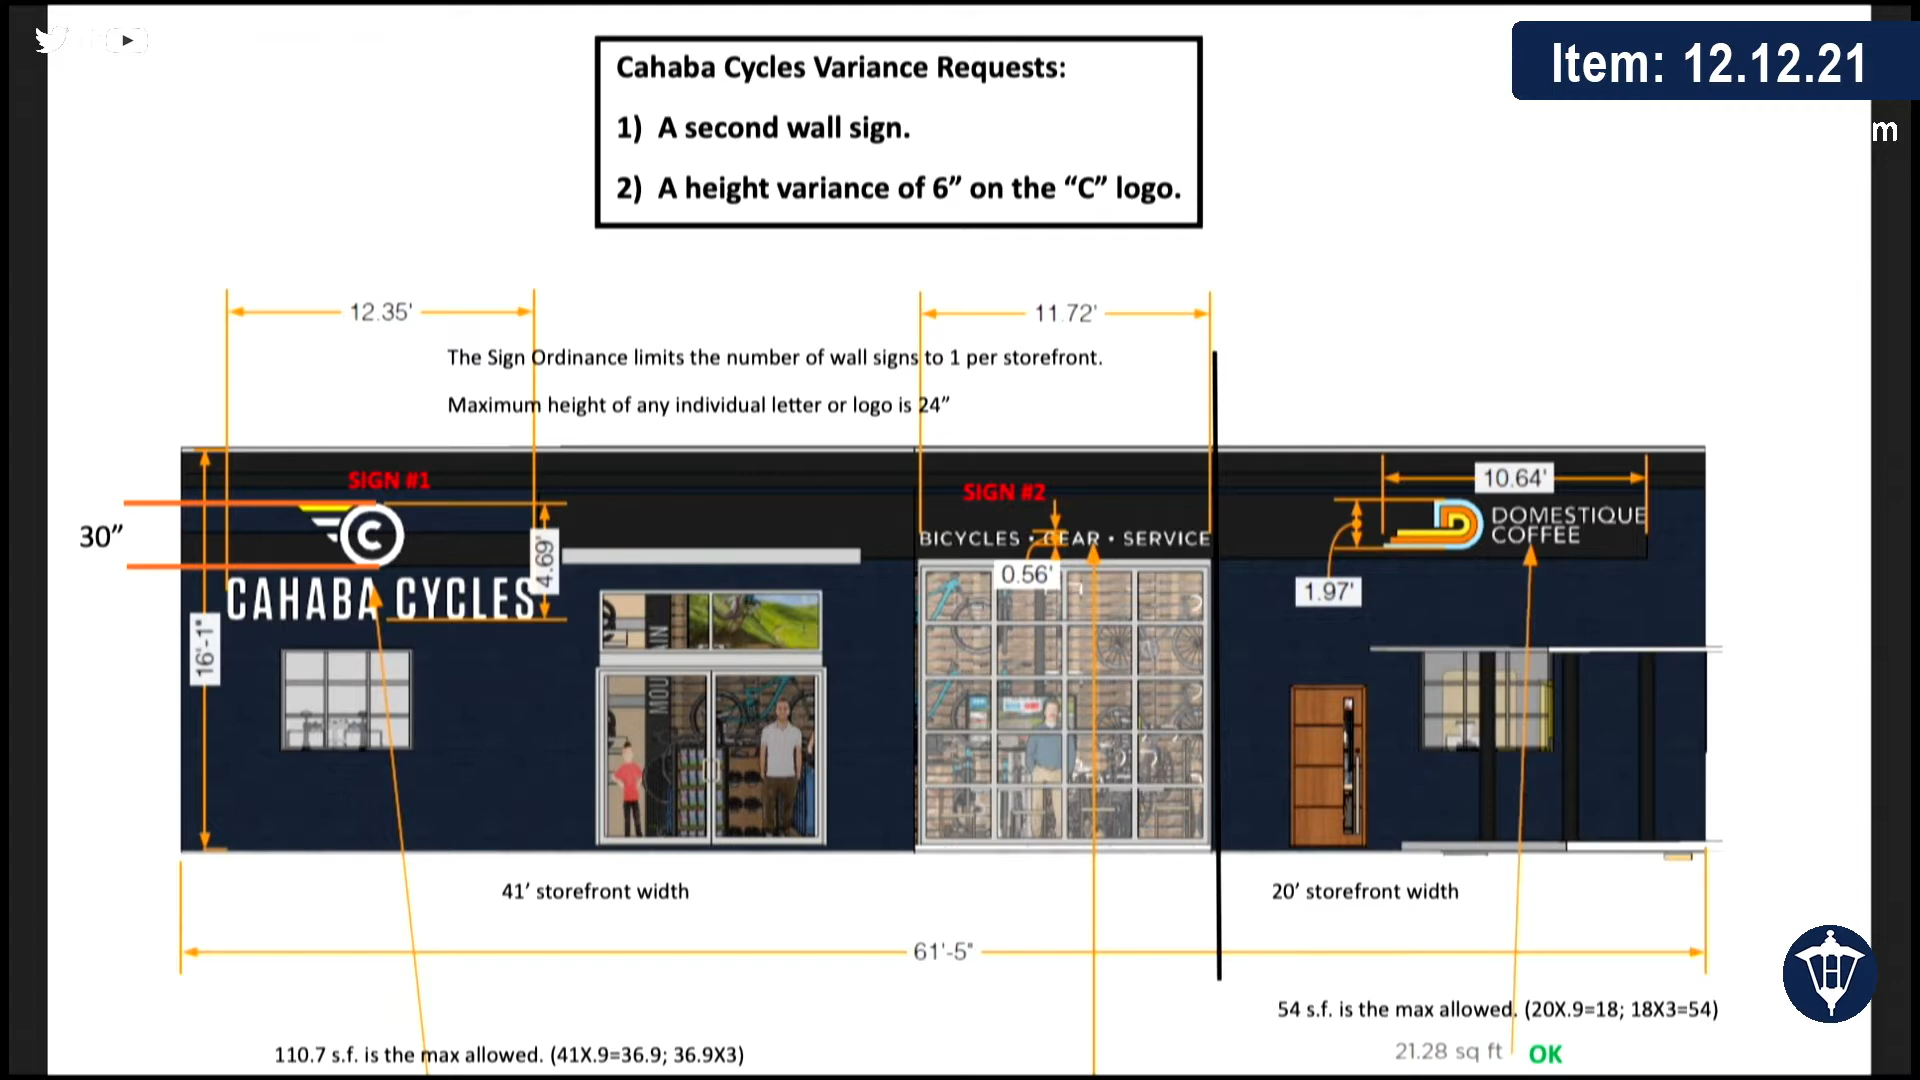 Item: 12.12.21
m
Cahaba Cycles Variance Requests:
1) A second wall sign.
2) A height variance of 6” on the “C” logo.
12.35'
11.72'
The Sign Ordinance limits the number of wall signs to 1 per storefront.
Maximum height of any individual letter or logo is 24”
SIGN #1
SIGN #2
10.64'
30”
C
CAHABA CYCLES
4.69'
BICYCLES • GEAR • SERVICE
0.56'
DOMESTIQUE
COFFEE
1.97'
16'-1"
41’ storefront width
20’ storefront width
61'-5"
H
54 s.f. is the max allowed. (20X.9=18; 18X3=54)
110.7 s.f. is the max allowed. (41X.9=36.9; 36.9X3)
21.28 sq ft
OK